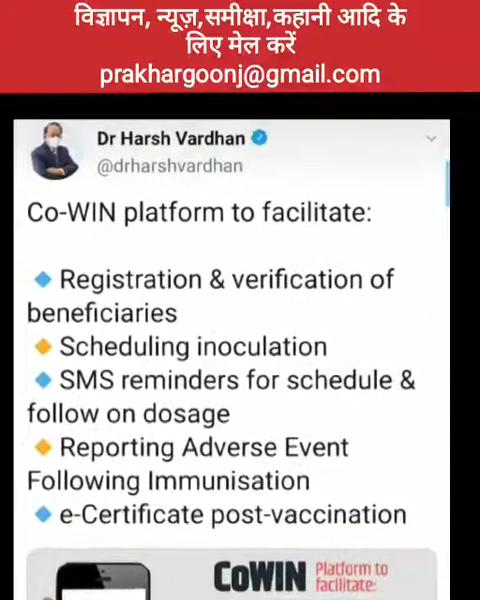 विज्ञापन, न्यूज़,समीक्षा,कहानी आदि के
लिए मेल करें
prakhargoonj@gmail.com
Dr Harsh Vardhan
@drharshvardhan
Co-WIN platform to facilitate:
🔹 Registration & verification of
beneficiaries
🔸 Scheduling inoculation
🔹 SMS reminders for schedule &
follow on dosage
🔸 Reporting Adverse Event
Following Immunisation
🔹 e-Certificate post-vaccination
CoWIN Platform to
facilitate: